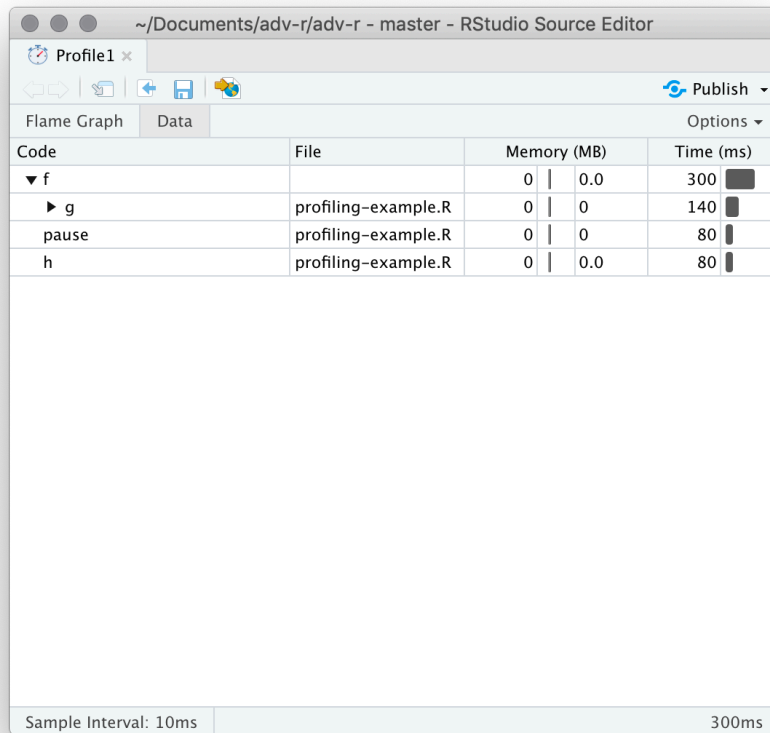 ~/Documents/adv-r/adv-r - master - RStudio Source Editor
Profile1
Publish
Flame Graph Data Options
Code File Memory (MB) Time (ms)
f 0 0.0 300
g profiling-example.R 0 0 140
pause profiling-example.R 0 0 80
h profiling-example.R 0 0.0 80
Sample Interval: 10ms 300ms